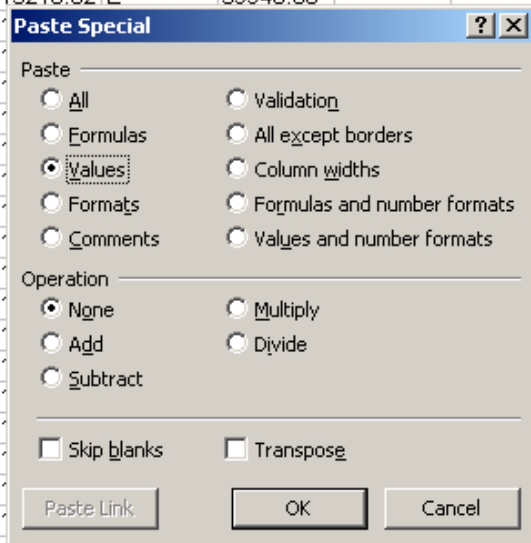 Paste Special
Paste
All Validation
Formulas All except borders
Values Column widths
Formats Formulas and number formats
Comments Values and number formats
Operation
None Multiply
Add Divide
Subtract
Skip blanks Transpose
Paste Link OK Cancel